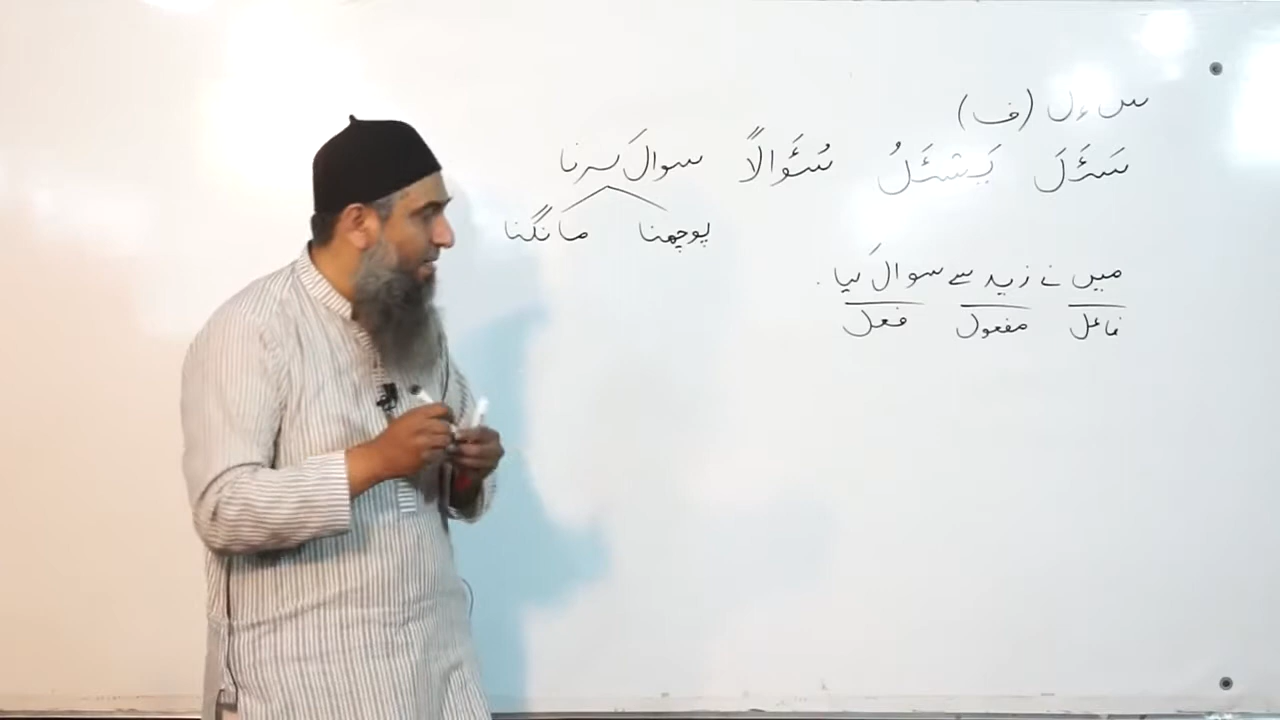 س ء ل (ف)
سَئَلَ يَسْئَلُ سُؤَالًا سوال کرنا
پوچھنا مانگنا
میں نے زید سے سوال کیا۔
فاعل مفعول فعل